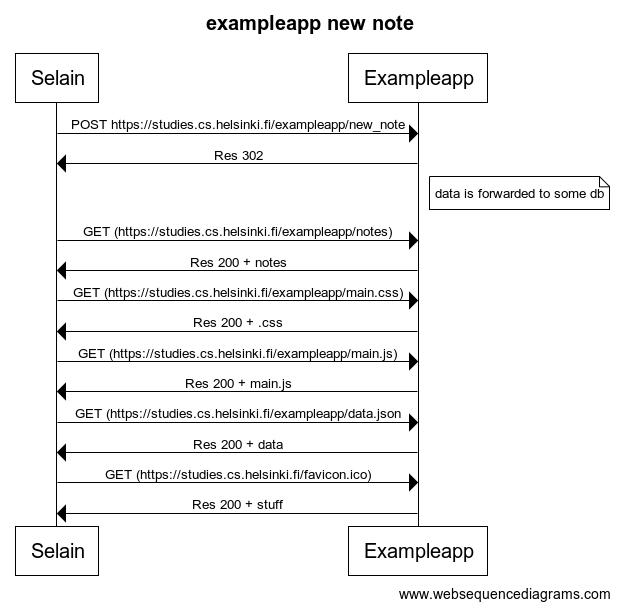 exampleapp new note
Selain
Exampleapp
POST https://studies.cs.helsinki.fi/exampleapp/new_note
Res 302
data is forwarded to some db
GET (https://studies.cs.helsinki.fi/exampleapp/notes)
Res 200 + notes
GET (https://studies.cs.helsinki.fi/exampleapp/main.css)
Res 200 + .css
GET (https://studies.cs.helsinki.fi/exampleapp/main.js)
Res 200 + main.js
GET (https://studies.cs.helsinki.fi/exampleapp/data.json
Res 200 + data
GET (https://studies.cs.helsinki.fi/favicon.ico)
Res 200 + stuff
Selain
Exampleapp
www.websequencediagrams.com